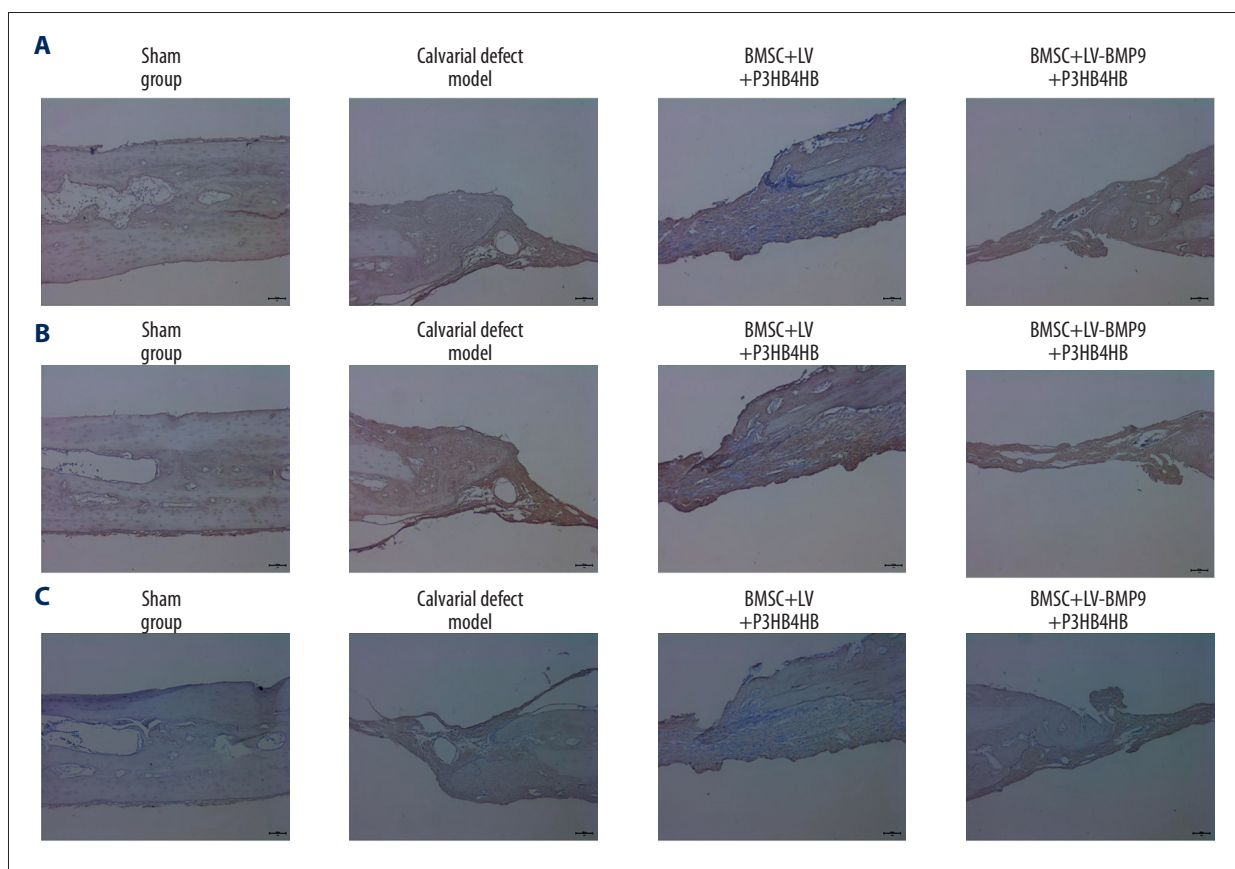 A
Sham
group
Calvarial defect
model
BMSC+LV
+P3HB4HB
BMSC+LV-BMP9
+P3HB4HB
B
Sham
group
Calvarial defect
model
BMSC+LV
+P3HB4HB
BMSC+LV-BMP9
+P3HB4HB
C
Sham
group
Calvarial defect
model
BMSC+LV
+P3HB4HB
BMSC+LV-BMP9
+P3HB4HB